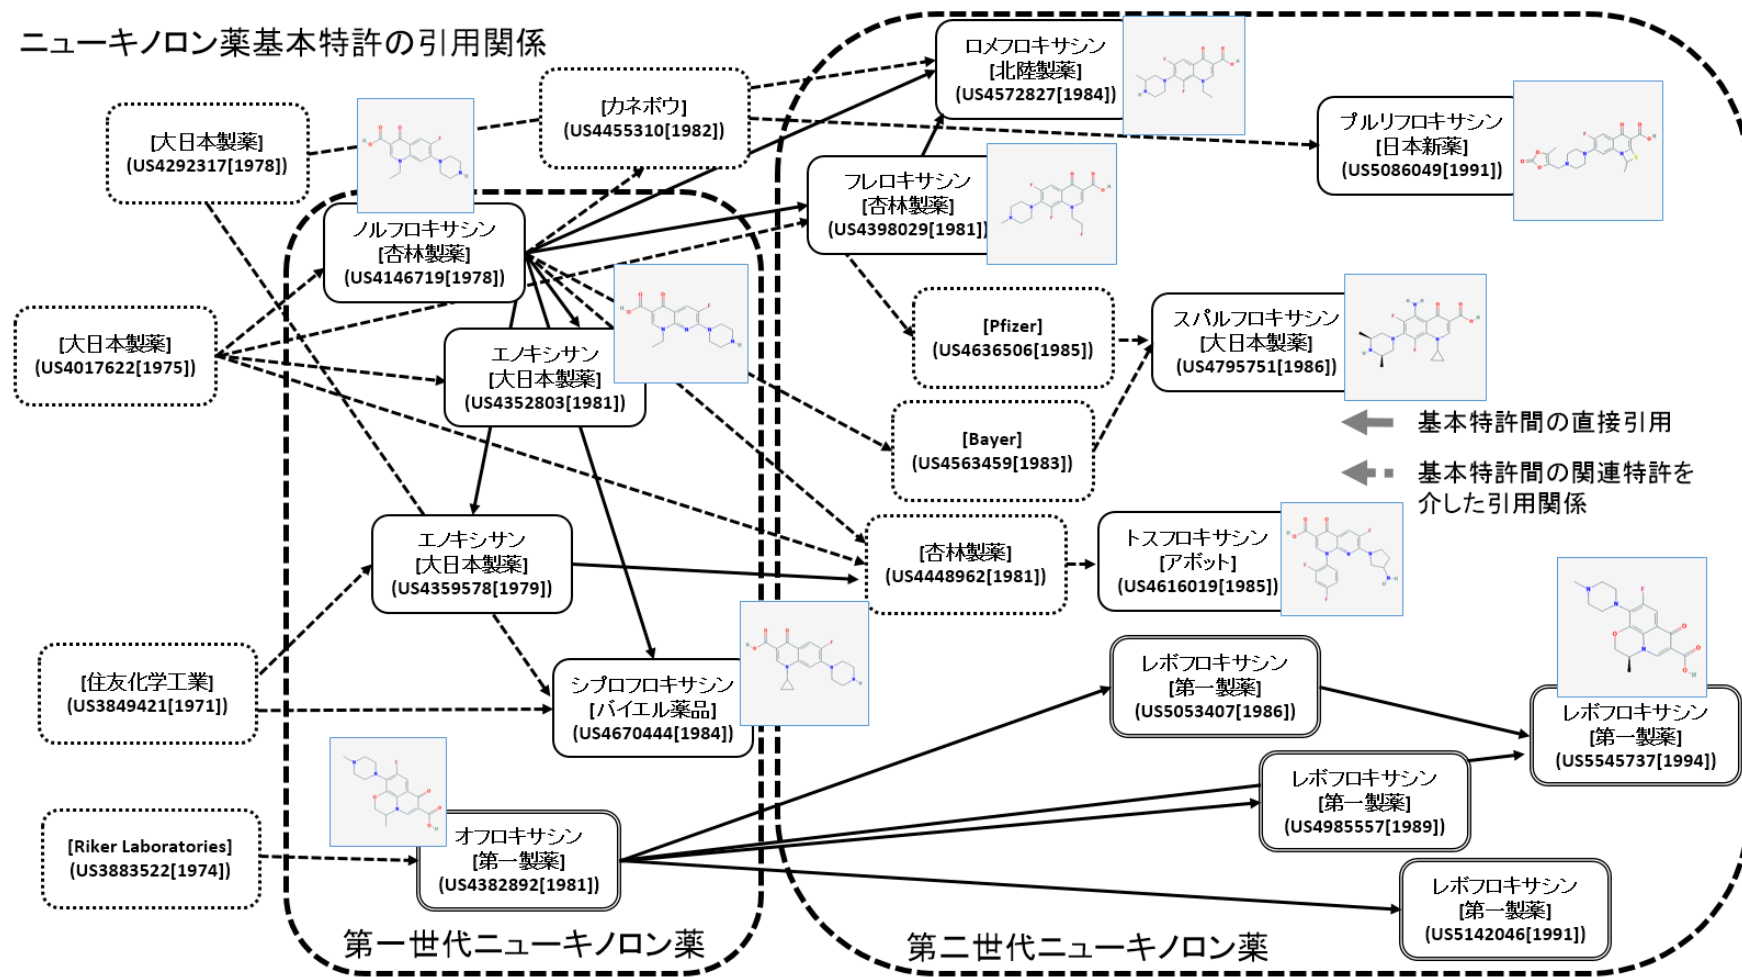 ニューキノロン薬基本特許の引用関係
[大日本製薬]
(US4292317[1978])
[カネボウ]
(US4455310[1982])
ロメフロキサシン
[北陸製薬]
(US4572827[1984])
プルリフロキサシン
[日本新薬]
(US5086049[1991])
ノルフロキサシン
[杏林製薬]
(US4146719[1978])
フレロキサシン
[杏林製薬]
(US4398029[1981])
[大日本製薬]
(US4017622[1975])
エノキシサン
[大日本製薬]
(US4352803[1981])
[Pfizer]
(US4636506[1985])
スパルフロキサシン
[大日本製薬]
(US4795751[1986])
[Bayer]
(US4563459[1983])
基本特許間の直接引用
基本特許間の関連特許を
介した引用関係
エノキシサン
[大日本製薬]
(US4359578[1979])
[杏林製薬]
(US4448962[1981])
トスフロキサシン
[アボット]
(US4616019[1985])
[住友化学工業]
(US3849421[1971])
シプロフロキサシン
[バイエル薬品]
(US4670444[1984])
レボフロキサシン
[第一製薬]
(US5053407[1986])
レボフロキサシン
[第一製薬]
(US5545737[1994])
レボフロキサシン
[第一製薬]
(US4985557[1989])
[Riker Laboratories]
(US3883522[1974])
オフロキサシン
[第一製薬]
(US4382892[1981])
レボフロキサシン
[第一製薬]
(US5142046[1991])
第一世代ニューキノロン薬
第二世代ニューキノロン薬